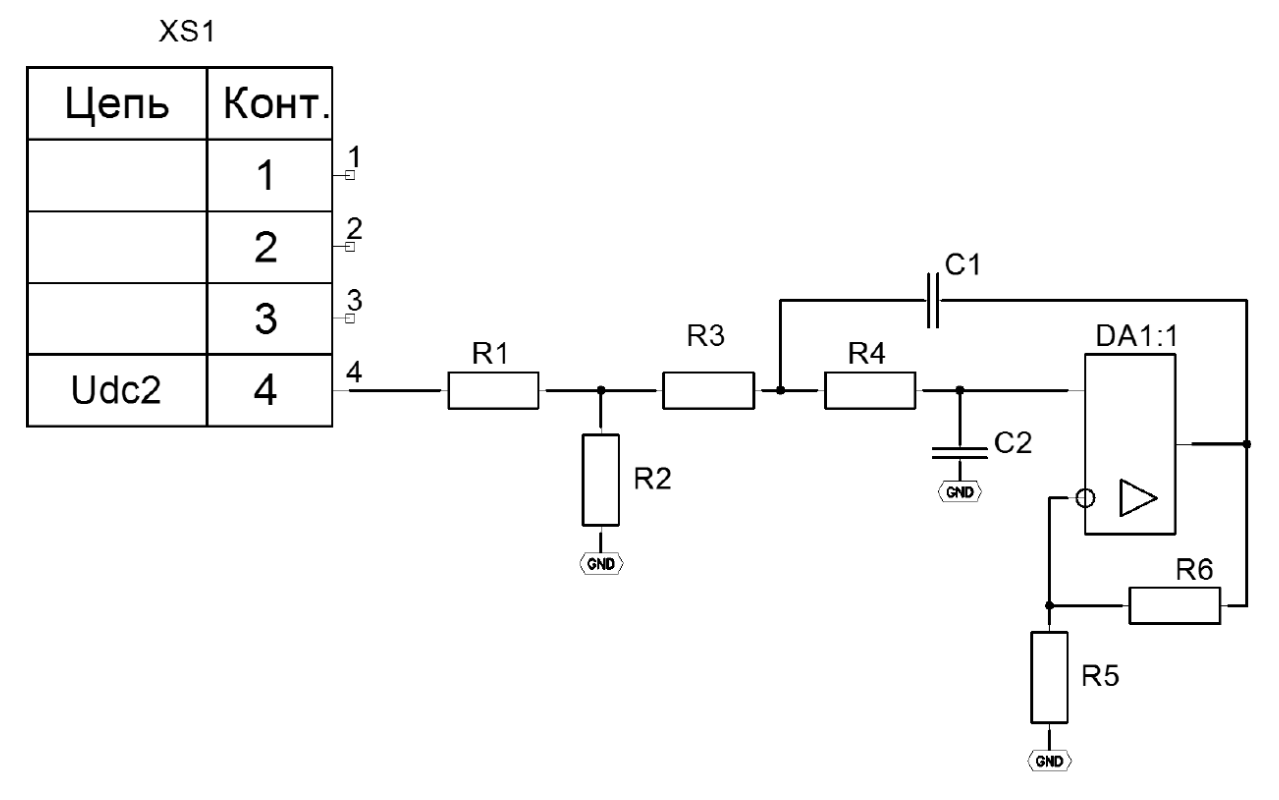 XS1
Цепь Конт.
1 1
2 2
3 3
Udc2 4 4
R1
R2
GND
R3
C1
R4
C2
GND
DA1:1
R6
R5
GND